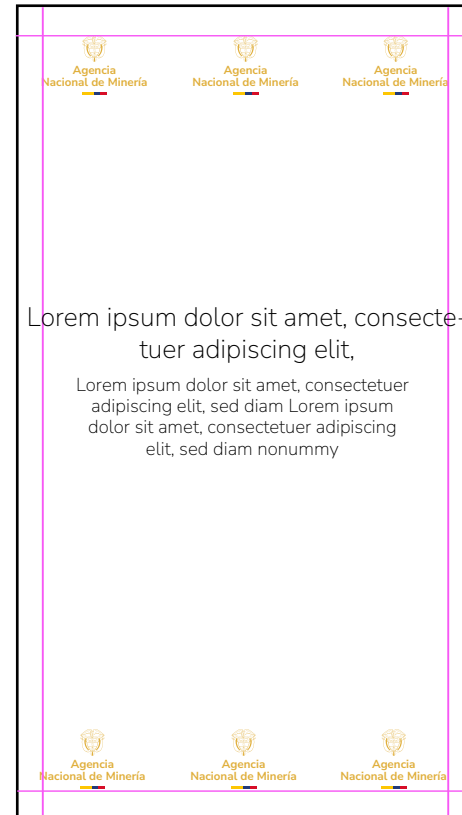 Agencia
Nacional de Minería
Agencia
Nacional de Minería
Agencia
Nacional de Minería
Lorem ipsum dolor sit amet, consecte-
tuer adipiscing elit,
Lorem ipsum dolor sit amet, consectetuer
adipiscing elit, sed diam Lorem ipsum
dolor sit amet, consectetuer adipiscing
elit, sed diam nonummy
Agencia
Nacional de Minería
Agencia
Nacional de Minería
Agencia
Nacional de Minería